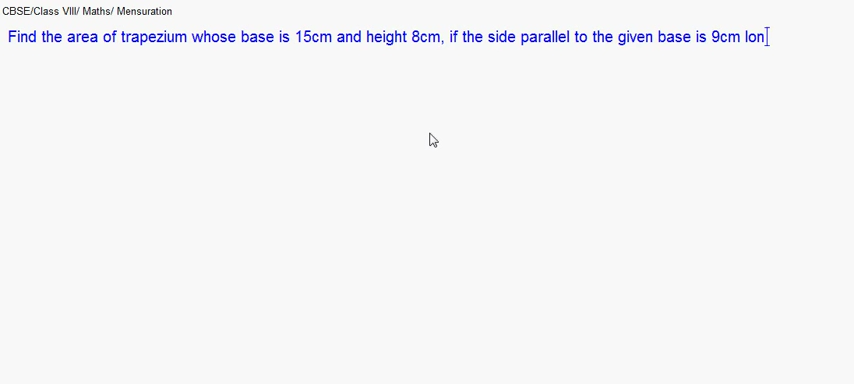 CBSE/Class VIII/ Maths/ Mensuration
Find the area of trapezium whose base is 15cm and height 8cm, if the side parallel to the given base is 9cm lon